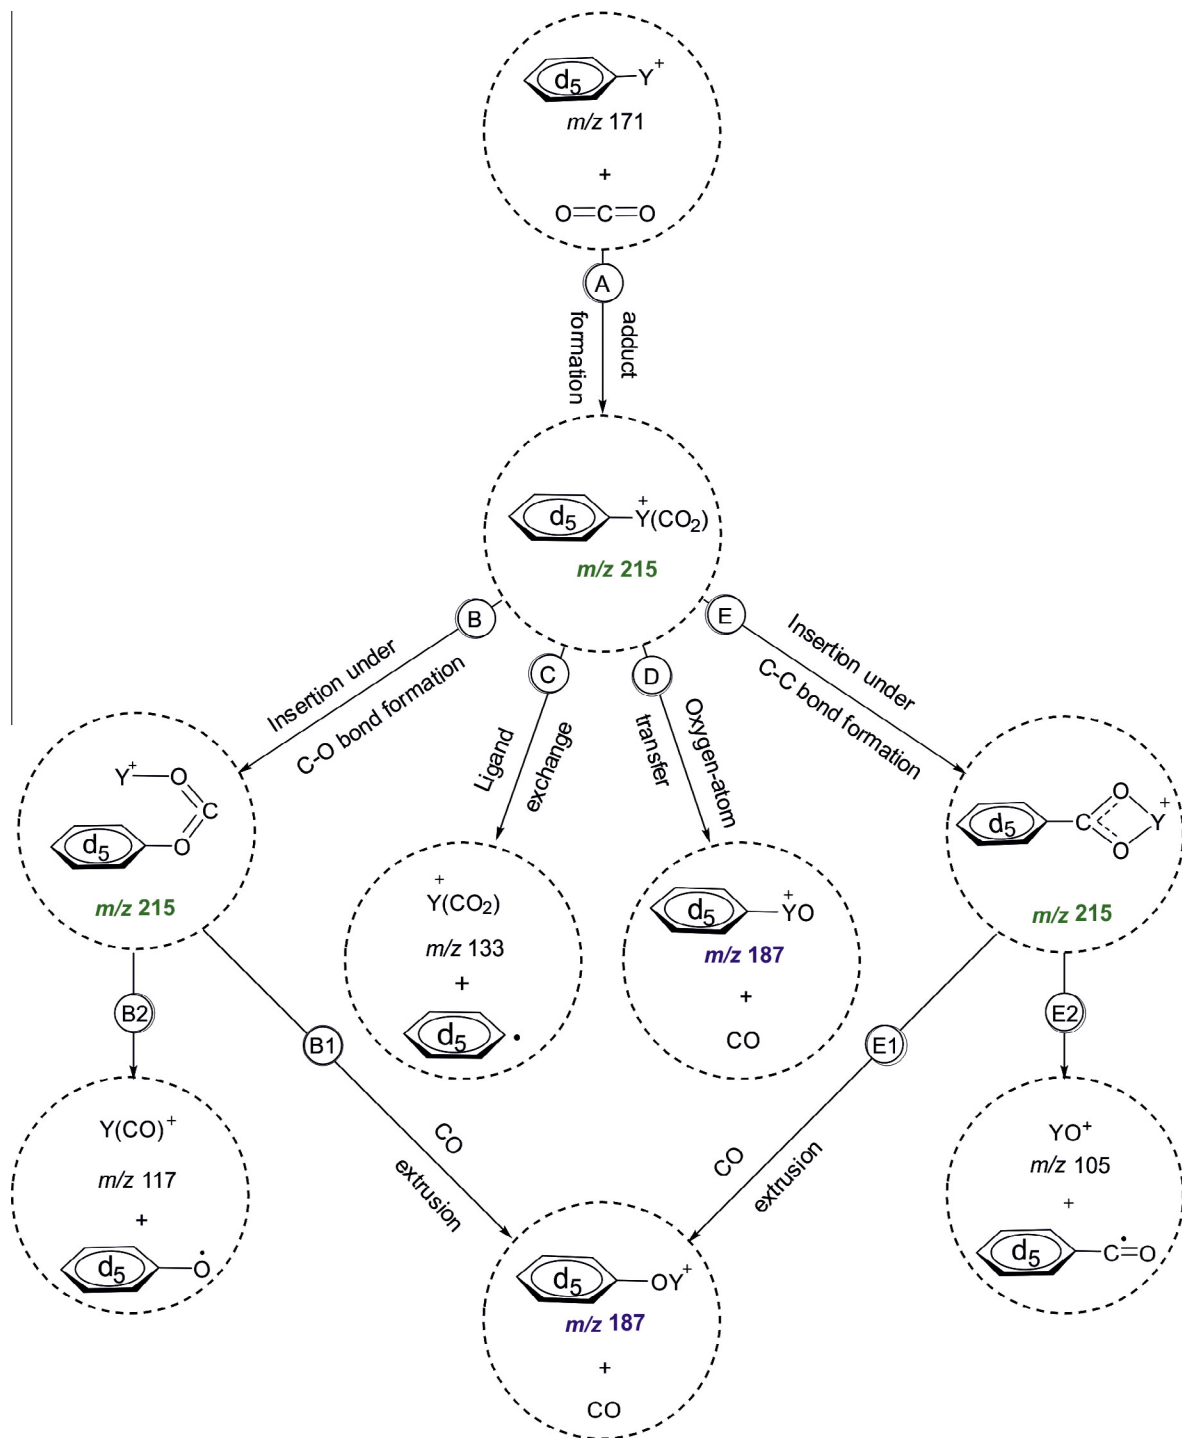 d5 Y+
m/z 171
+
O=C=O
A
adduct
formation
d5 Y+(CO2)
m/z 215
B
Insertion under
C-O bond formation
C
Ligand
exchange
D
Oxygen-atom
transfer
E
Insertion under
C-C bond formation
Y+ O
C
d5 O
m/z 215
Y+(CO2)
m/z 133
+
d5 •
d5 Y+O
m/z 187
+
CO
O
d5 C Y+
O
m/z 215
B2
B1
CO
extrusion
E1
CO
extrusion
E2
Y(CO)+
m/z 117
+
d5 O•
d5 OY+
m/z 187
+
CO
YO+
m/z 105
+
d5 C•=O